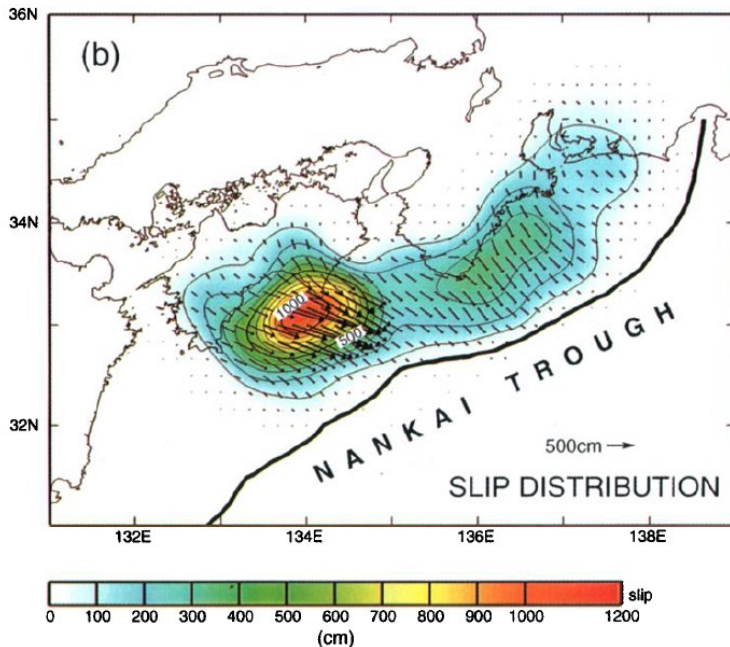 36N
(b)
34N
1000
500
32N
NANKAI TROUGH
500cm
SLIP DISTRIBUTION
132E 134E 136E 138E
slip
0 100 200 300 400 500 600 700 800 900 1000 1200
(cm)